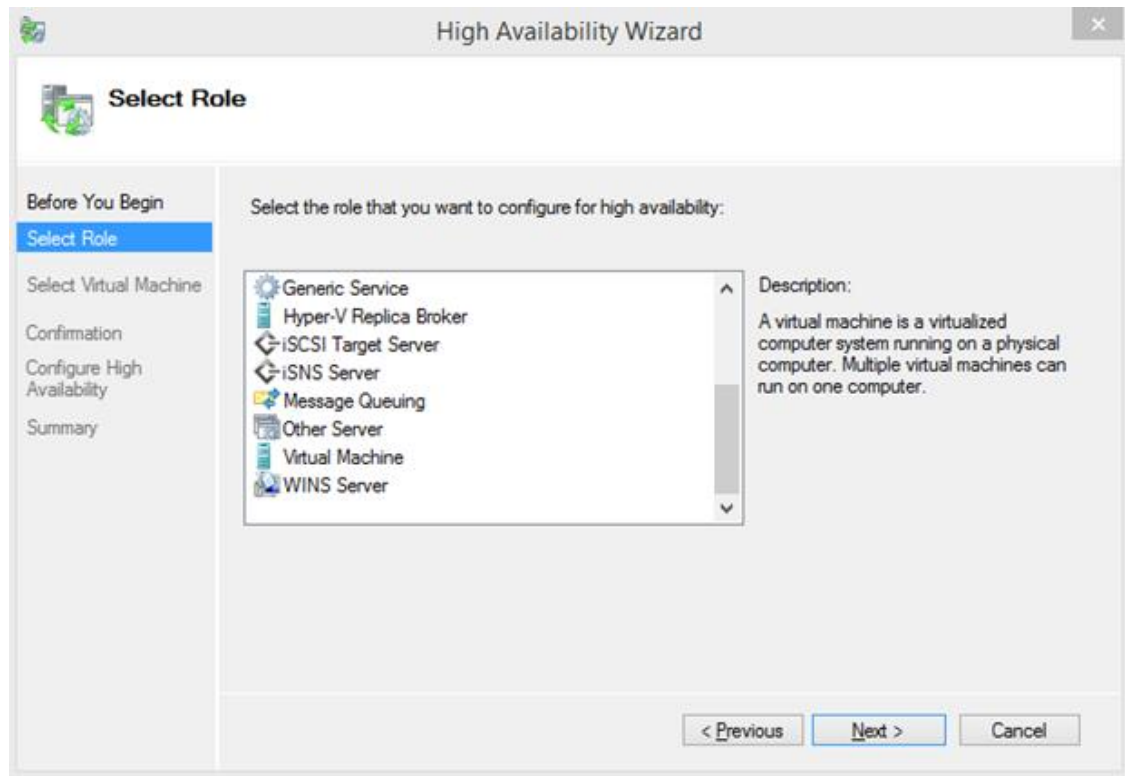 High Availability Wizard
Select Role
Before You Begin
Select Role
Select Virtual Machine
Confirmation
Configure High
Availability
Summary
Select the role that you want to configure for high availability:
Generic Service
Hyper-V Replica Broker
iSCSI Target Server
iSNS Server
Message Queuing
Other Server
Virtual Machine
WINS Server
Description:
A virtual machine is a virtualized
computer system running on a physical
computer. Multiple virtual machines can
run on one computer.
< Previous
Next >
Cancel